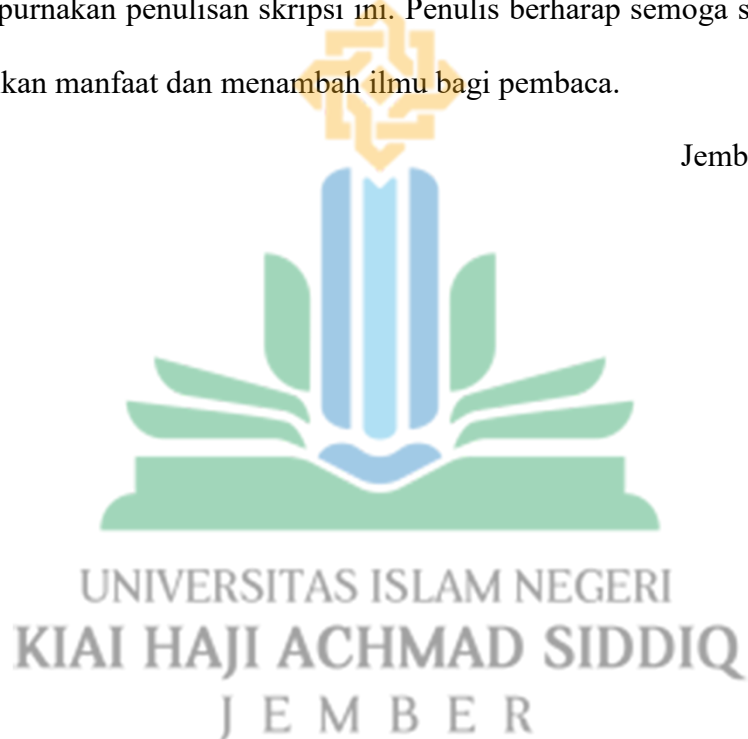 purnakan penulisan skripsi ini. Penulis berharap semoga s
kan manfaat dan menambah ilmu bagi pembaca.
Jemb
UNIVERSITAS ISLAM NEGERI
KIAI HAJI ACHMAD SIDDIQ
JEMBER